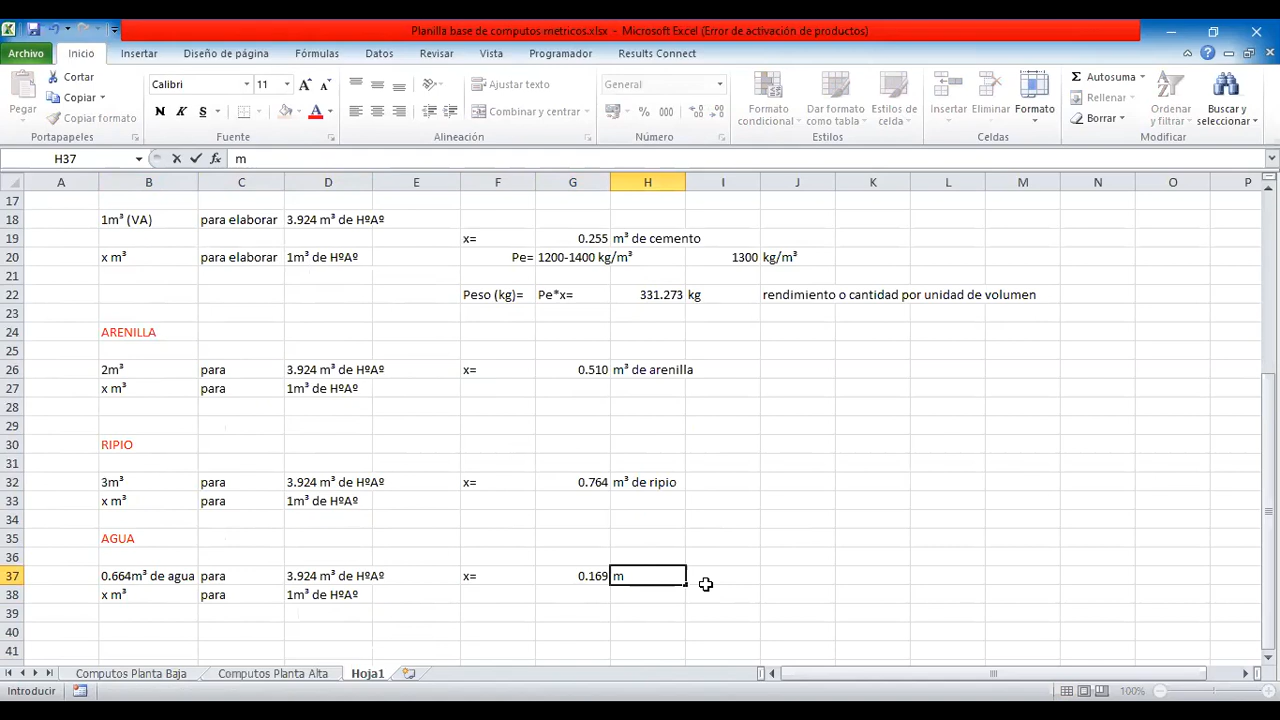 Planilla base de computos metricos.xlsx - Microsoft Excel (Error de activación de productos)
Archivo Inicio Insertar Diseño de página Fórmulas Datos Revisar Vista Programador Results Connect
Pegar Cortar Copiar Copiar formato Portapapeles
Calibri 11 N K S Fuente
Ajustar texto Combinar y centrar Alineación
General % 000 Número
Formato condicional Dar formato como tabla Estilos de celda Estilos
Insertar Eliminar Formato Celdas
Autosuma Rellenar Borrar Ordenar y filtrar Buscar y seleccionar Modificar
H37 fx m
A B C D E F G H I J K L M N O P
17
18 1m³ (VA) para elaborar 3.924 m³ de HºAº
19 x= 0.255 m³ de cemento
20 x m³ para elaborar 1m³ de HºAº Pe= 1200-1400 kg/m³ 1300 kg/m³
21
22 Peso (kg)= Pe*x= 331.273 kg rendimiento o cantidad por unidad de volumen
23
24 ARENILLA
25
26 2m³ para 3.924 m³ de HºAº x= 0.510 m³ de arenilla
27 x m³ para 1m³ de HºAº
28
29
30 RIPIO
31
32 3m³ para 3.924 m³ de HºAº x= 0.764 m³ de ripio
33 x m³ para 1m³ de HºAº
34
35 AGUA
36
37 0.664m³ de agua para 3.924 m³ de HºAº x= 0.169 m
38 x m³ para 1m³ de HºAº
39
40
41
Computos Planta Baja Computos Planta Alta Hoja1
Introducir 100%